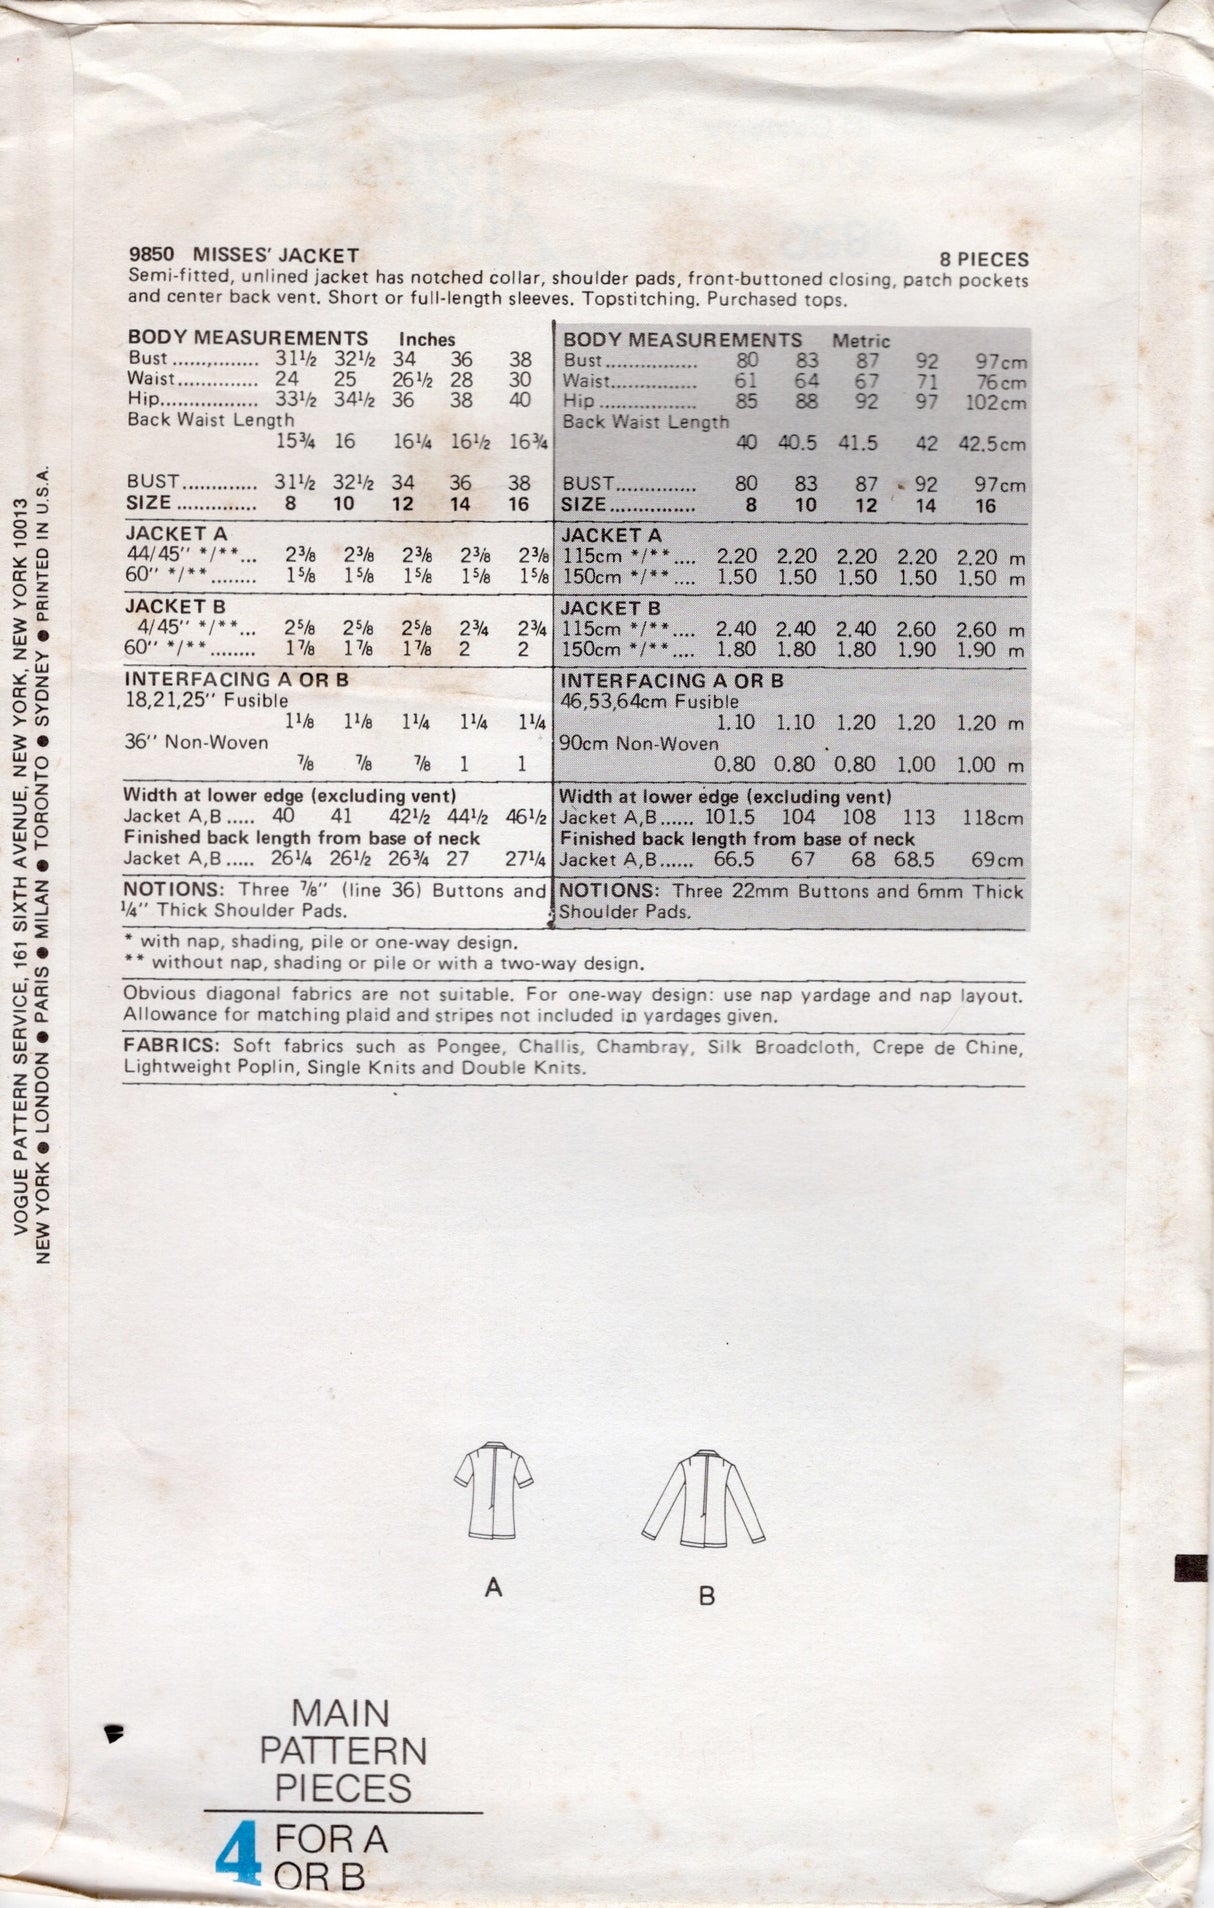 9850 MISSES' JACKET 8 PIECES
Semi-fitted, unlined jacket has notched collar, shoulder pads, front-buttoned closing, patch pockets
and center back vent. Short or full-length sleeves. Topstitching. Purchased tops.
BODY MEASUREMENTS Inches
Bust ............... 31½ 32½ 34 36 38
Waist.............. 24 25 26½ 28 30
Hip................. 33½ 34½ 36 38 40
Back Waist Length
15¾ 16 16¼ 16½ 16¾
BUST............. 31½ 32½ 34 36 38
SIZE .............. 8 10 12 14 16
JACKET A
44/45" */**... 2⅜ 2⅜ 2⅜ 2⅜ 2⅜
60" */** ........ 1⅝ 1⅝ 1⅝ 1⅝ 1⅝
JACKET B
4/45" */**... 2⅝ 2⅝ 2⅝ 2¾ 2¾
60" */** ........ 1⅞ 1⅞ 1⅞ 2 2
INTERFACING A OR B
18,21,25" Fusible
1⅛ 1⅛ 1¼ 1¼ 1¼
36" Non-Woven
⅞ ⅞ ⅞ 1 1
Width at lower edge (excluding vent)
Jacket A,B ..... 40 41 42½ 44½ 46½
Finished back length from base of neck
Jacket A,B ..... 26¼ 26½ 26¾ 27 27¼
NOTIONS: Three ⅞" (line 36) Buttons and
¼" Thick Shoulder Pads.
BODY MEASUREMENTS Metric
Bust ................ 80 83 87 92 97cm
Waist............... 61 64 67 71 76cm
Hip ................. 85 88 92 97 102cm
Back Waist Length
40 40.5 41.5 42 42.5cm
BUST.............. 80 83 87 92 97cm
SIZE............... 8 10 12 14 16
JACKET A
115cm */** .... 2.20 2.20 2.20 2.20 2.20 m
150cm */** .... 1.50 1.50 1.50 1.50 1.50 m
JACKET B
115cm */** .... 2.40 2.40 2.40 2.60 2.60 m
150cm */** .... 1.80 1.80 1.80 1.90 1.90 m
INTERFACING A OR B
46,53,64cm Fusible
1.10 1.10 1.20 1.20 1.20 m
90cm Non-Woven
0.80 0.80 0.80 1.00 1.00 m
Width at lower edge (excluding vent)
Jacket A,B ...... 101.5 104 108 113 118cm
Finished back length from base of neck
Jacket A,B ...... 66.5 67 68 68.5 69cm
NOTIONS: Three 22mm Buttons and 6mm Thick
Shoulder Pads.
* with nap, shading, pile or one-way design.
** without nap, shading or pile or with a two-way design.
Obvious diagonal fabrics are not suitable. For one-way design: use nap yardage and nap layout.
Allowance for matching plaid and stripes not included in yardages given.
FABRICS: Soft fabrics such as Pongee, Challis, Chambray, Silk Broadcloth, Crepe de Chine,
Lightweight Poplin, Single Knits and Double Knits.
VOGUE PATTERN SERVICE, 161 SIXTH AVENUE, NEW YORK, NEW YORK 10013
NEW YORK ● LONDON ● PARIS ● MILAN ● TORONTO ● SYDNEY ● PRINTED IN U.S.A.
A
B
MAIN
PATTERN
PIECES
4 FOR A
OR B